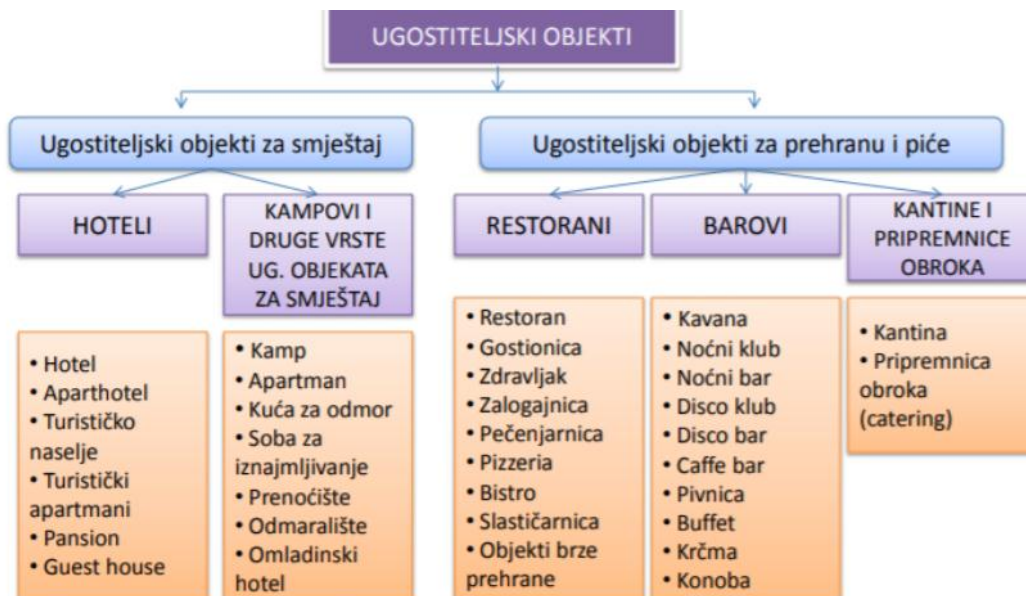 UGOSTITELJSKI OBJEKTI
Ugostiteljski objekti za smještaj
Ugostiteljski objekti za prehranu i piće
HOTELI
KAMPOVI I
DRUGE VRSTE
UG. OBJEKATA
ZA SMJEŠTAJ
RESTORANI
BAROVI
KANTINE I
PRIPREMNICE
OBROKA
• Hotel
• Aparthotel
• Turističko
naselje
• Turistički
apartmani
• Pansion
• Guest house
• Kamp
• Apartman
• Kuća za odmor
• Soba za
iznajmljivanje
• Prenoćište
• Odmaralište
• Omladinski
hotel
• Restoran
• Gostionica
• Zdravljak
• Zalogajnica
• Pečenjarnica
• Pizzeria
• Bistro
• Slastičarnica
• Objekti brze
prehrane
• Kavana
• Noćni klub
• Noćni bar
• Disco klub
• Disco bar
• Caffe bar
• Pivnica
• Buffet
• Krčma
• Konoba
• Kantina
• Pripremnica
obroka
(catering)